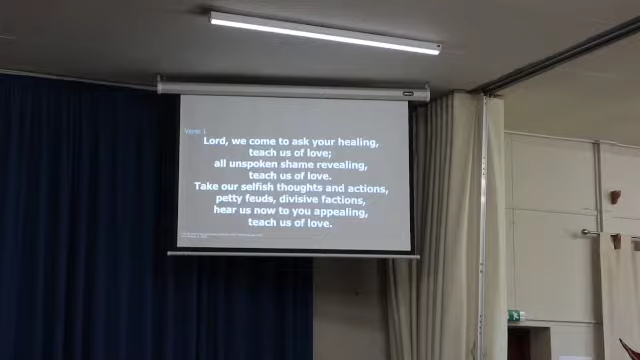 Verse 1
Lord, we come to ask your healing,
teach us of love;
all unspoken shame revealing,
teach us of love.
Take our selfish thoughts and actions,
petty feuds, divisive factions,
hear us now to you appealing,
teach us of love.